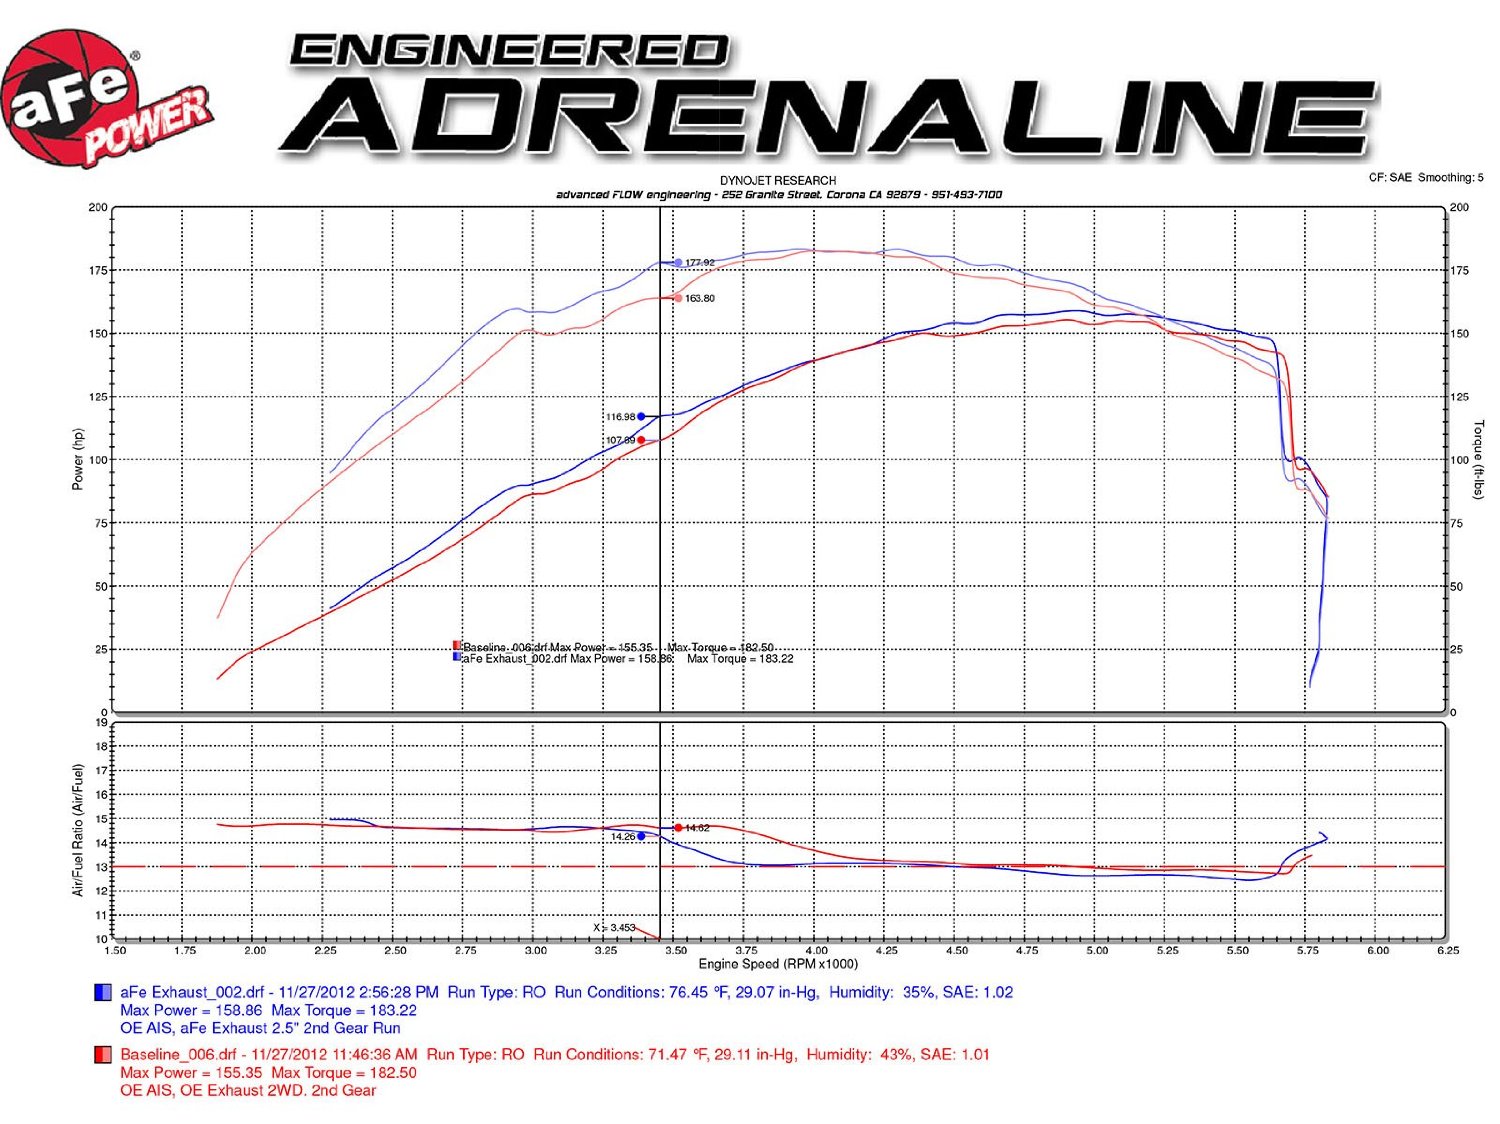 aFe®
POWER
ENGINEERED
ADRENALINE
DYNOJET RESEARCH
CF: SAE Smoothing: 5
advanced FLOW engineering - 252 Granite Street, Corona CA 92879 - 951-493-7100
200
175
150
125
100
75
50
25
0
Power (hp)
200
175
150
125
100
75
50
25
0
Torque (ft-lbs)
177.92
163.80
116.98
107.69
Baseline_006.drf Max Power = 155.35 Max Torque = 182.50
aFe Exhaust_002.drf Max Power = 158.86 Max Torque = 183.22
19
18
17
16
15
14
13
12
11
10
Air/Fuel Ratio (Air/Fuel)
14.62
14.26
13
X = 3.453
1.50 1.75 2.00 2.25 2.50 2.75 3.00 3.25 3.50 3.75 4.00 4.25 4.50 4.75 5.00 5.25 5.50 5.75 6.00 6.25
Engine Speed (RPM x1000)
aFe Exhaust_002.drf - 11/27/2012 2:56:28 PM Run Type: RO Run Conditions: 76.45 °F, 29.07 in-Hg, Humidity: 35%, SAE: 1.02
Max Power = 158.86 Max Torque = 183.22
OE AIS, aFe Exhaust 2.5" 2nd Gear Run
Baseline_006.drf - 11/27/2012 11:46:36 AM Run Type: RO Run Conditions: 71.47 °F, 29.11 in-Hg, Humidity: 43%, SAE: 1.01
Max Power = 155.35 Max Torque = 182.50
OE AIS, OE Exhaust 2WD. 2nd Gear